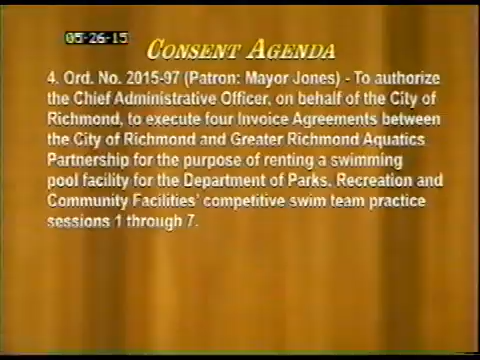 05-26-15
CONSENT AGENDA
4. Ord. No. 2015-97 (Patron: Mayor Jones) - To authorize
the Chief Administrative Officer, on behalf of the City of
Richmond, to execute four Invoice Agreements between
the City of Richmond and Greater Richmond Aquatics
Partnership for the purpose of renting a swimming
pool facility for the Department of Parks, Recreation and
Community Facilities' competitive swim team practice
sessions 1 through 7.